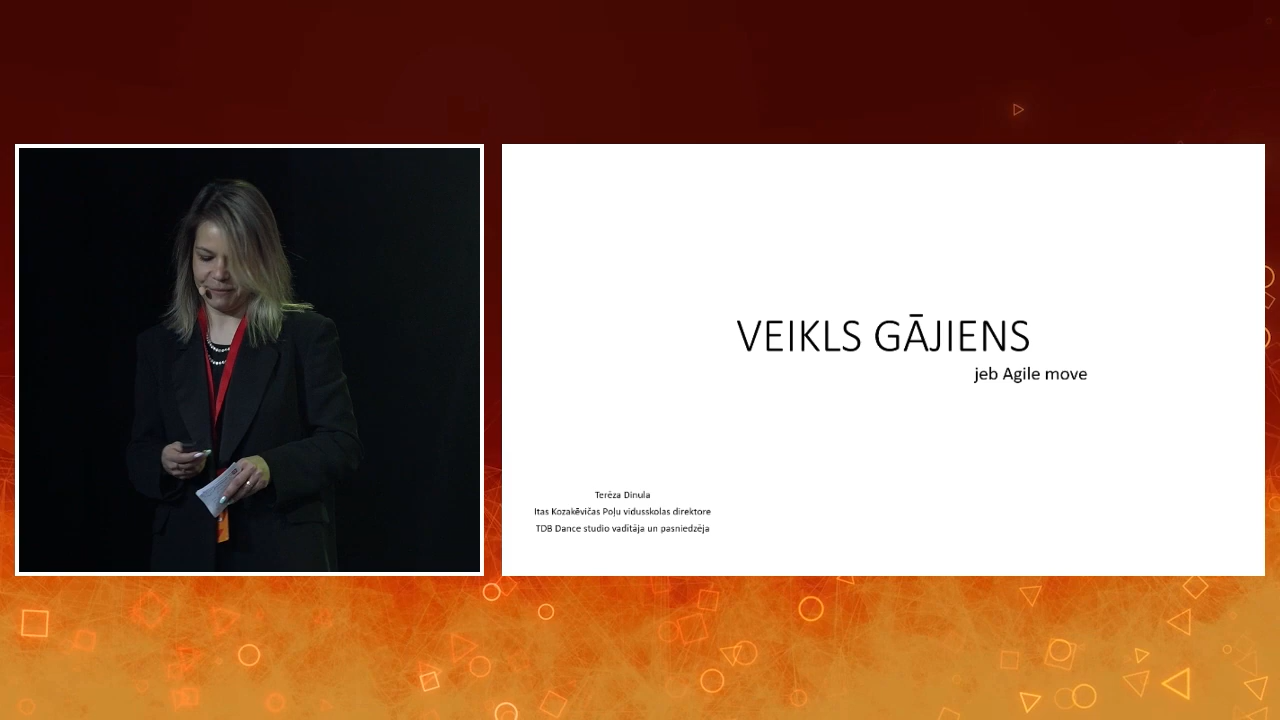 VEIKLS GĀJIENS
jeb Agile move
Terēza Dinula
Itas Kozakēvičas Poļu vidusskolas direktore
TDB Dance studio vadītāja un pasniedzēja